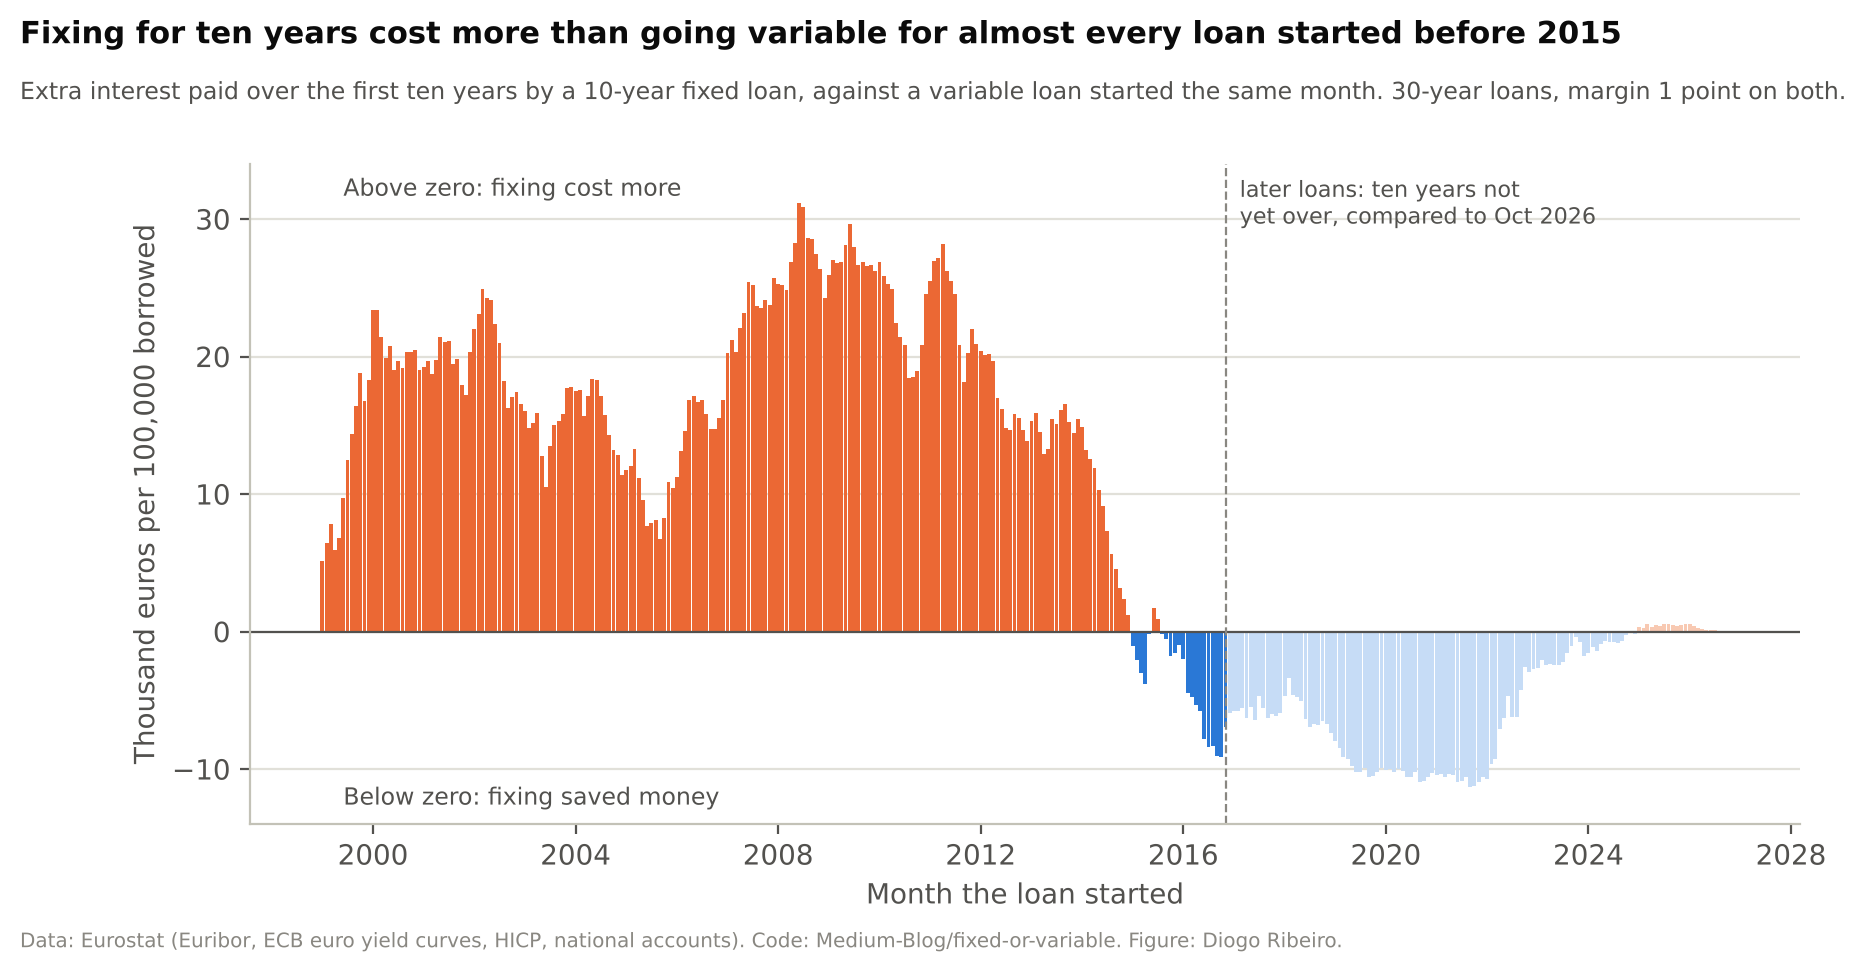 Fixing for ten years cost more than going variable for almost every loan started before 2015
Extra interest paid over the first ten years by a 10-year fixed loan, against a variable loan started the same month. 30-year loans, margin 1 point on both.
Above zero: fixing cost more
later loans: ten years not
yet over, compared to Oct 2026
30
20
10
0
−10
Thousand euros per 100,000 borrowed
Below zero: fixing saved money
2000 2004 2008 2012 2016 2020 2024 2028
Month the loan started
Data: Eurostat (Euribor, ECB euro yield curves, HICP, national accounts). Code: Medium-Blog/fixed-or-variable. Figure: Diogo Ribeiro.